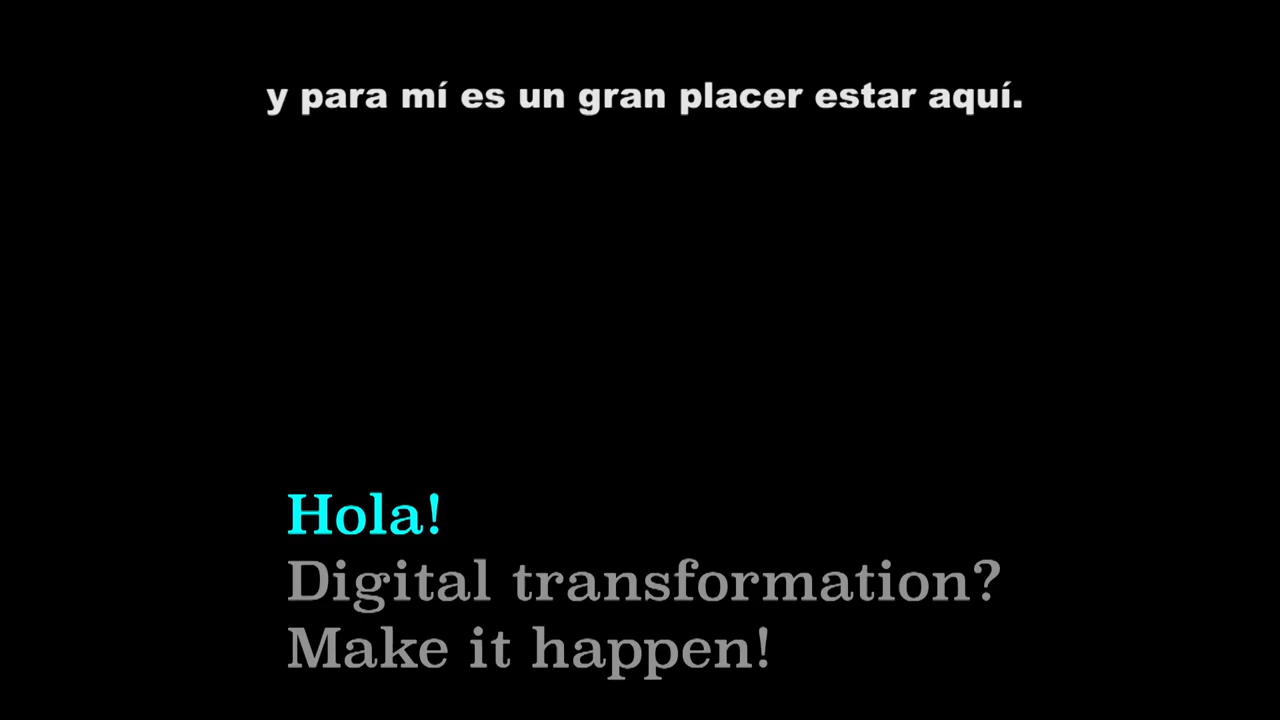 y para mí es un gran placer estar aquí.
Hola!
Digital transformation?
Make it happen!